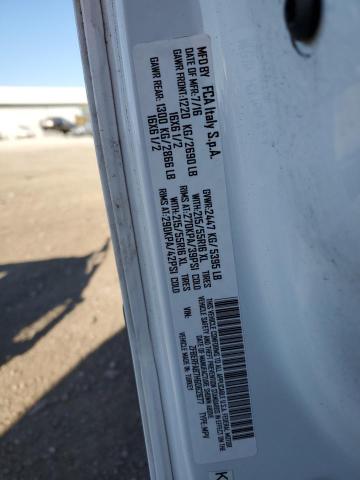 MFD BY FCA Italy S.p.A.
DATE OF MFR: 7/16 GVWR: 2447 KG/ 5395 LB
GAWR FRONT: 1220 KG/2690 LB WITH: 215/55R16 XL TIRES
16X6 1/2 RIMS AT: 270KPA/39PSI COLD
GAWR REAR: 1300 KG/2866 LB WITH: 215/55R16 XL TIRES
16X6 1/2 RIMS AT: 290KPA/42PSI COLD
THIS VEHICLE CONFORMS TO ALL APPLICABLE U.S.A. FEDERAL MOTOR
VEHICLE SAFETY, BUMPER AND THEFT PREVENTION STANDARDS IN EFFECT ON THE
DATE OF MANUFACTURE SHOWN ABOVE.
VIN: TYPE: MPV
VEHICLE MADE IN: TURKEY
K